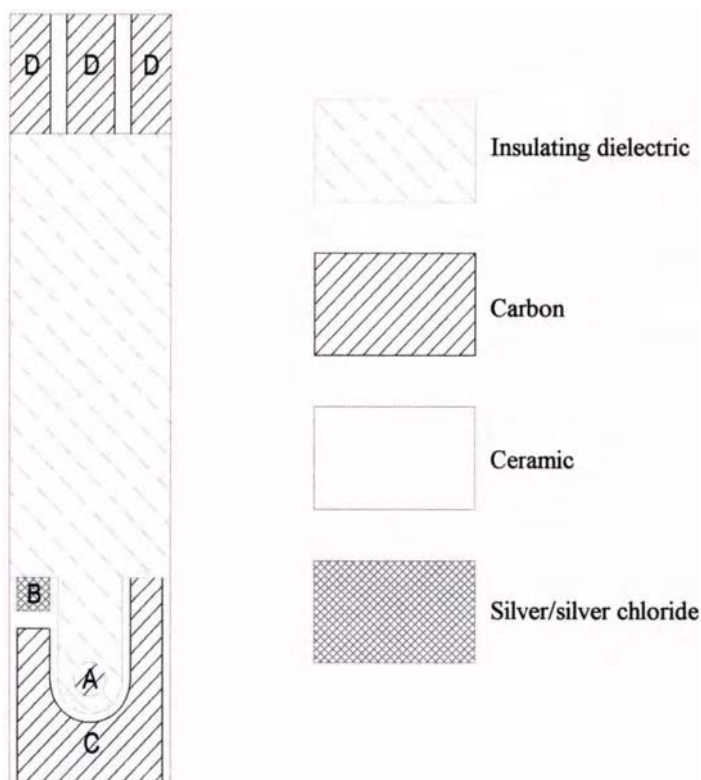 D D D
Insulating dielectric
Carbon
Ceramic
B
Silver/silver chloride
A
C